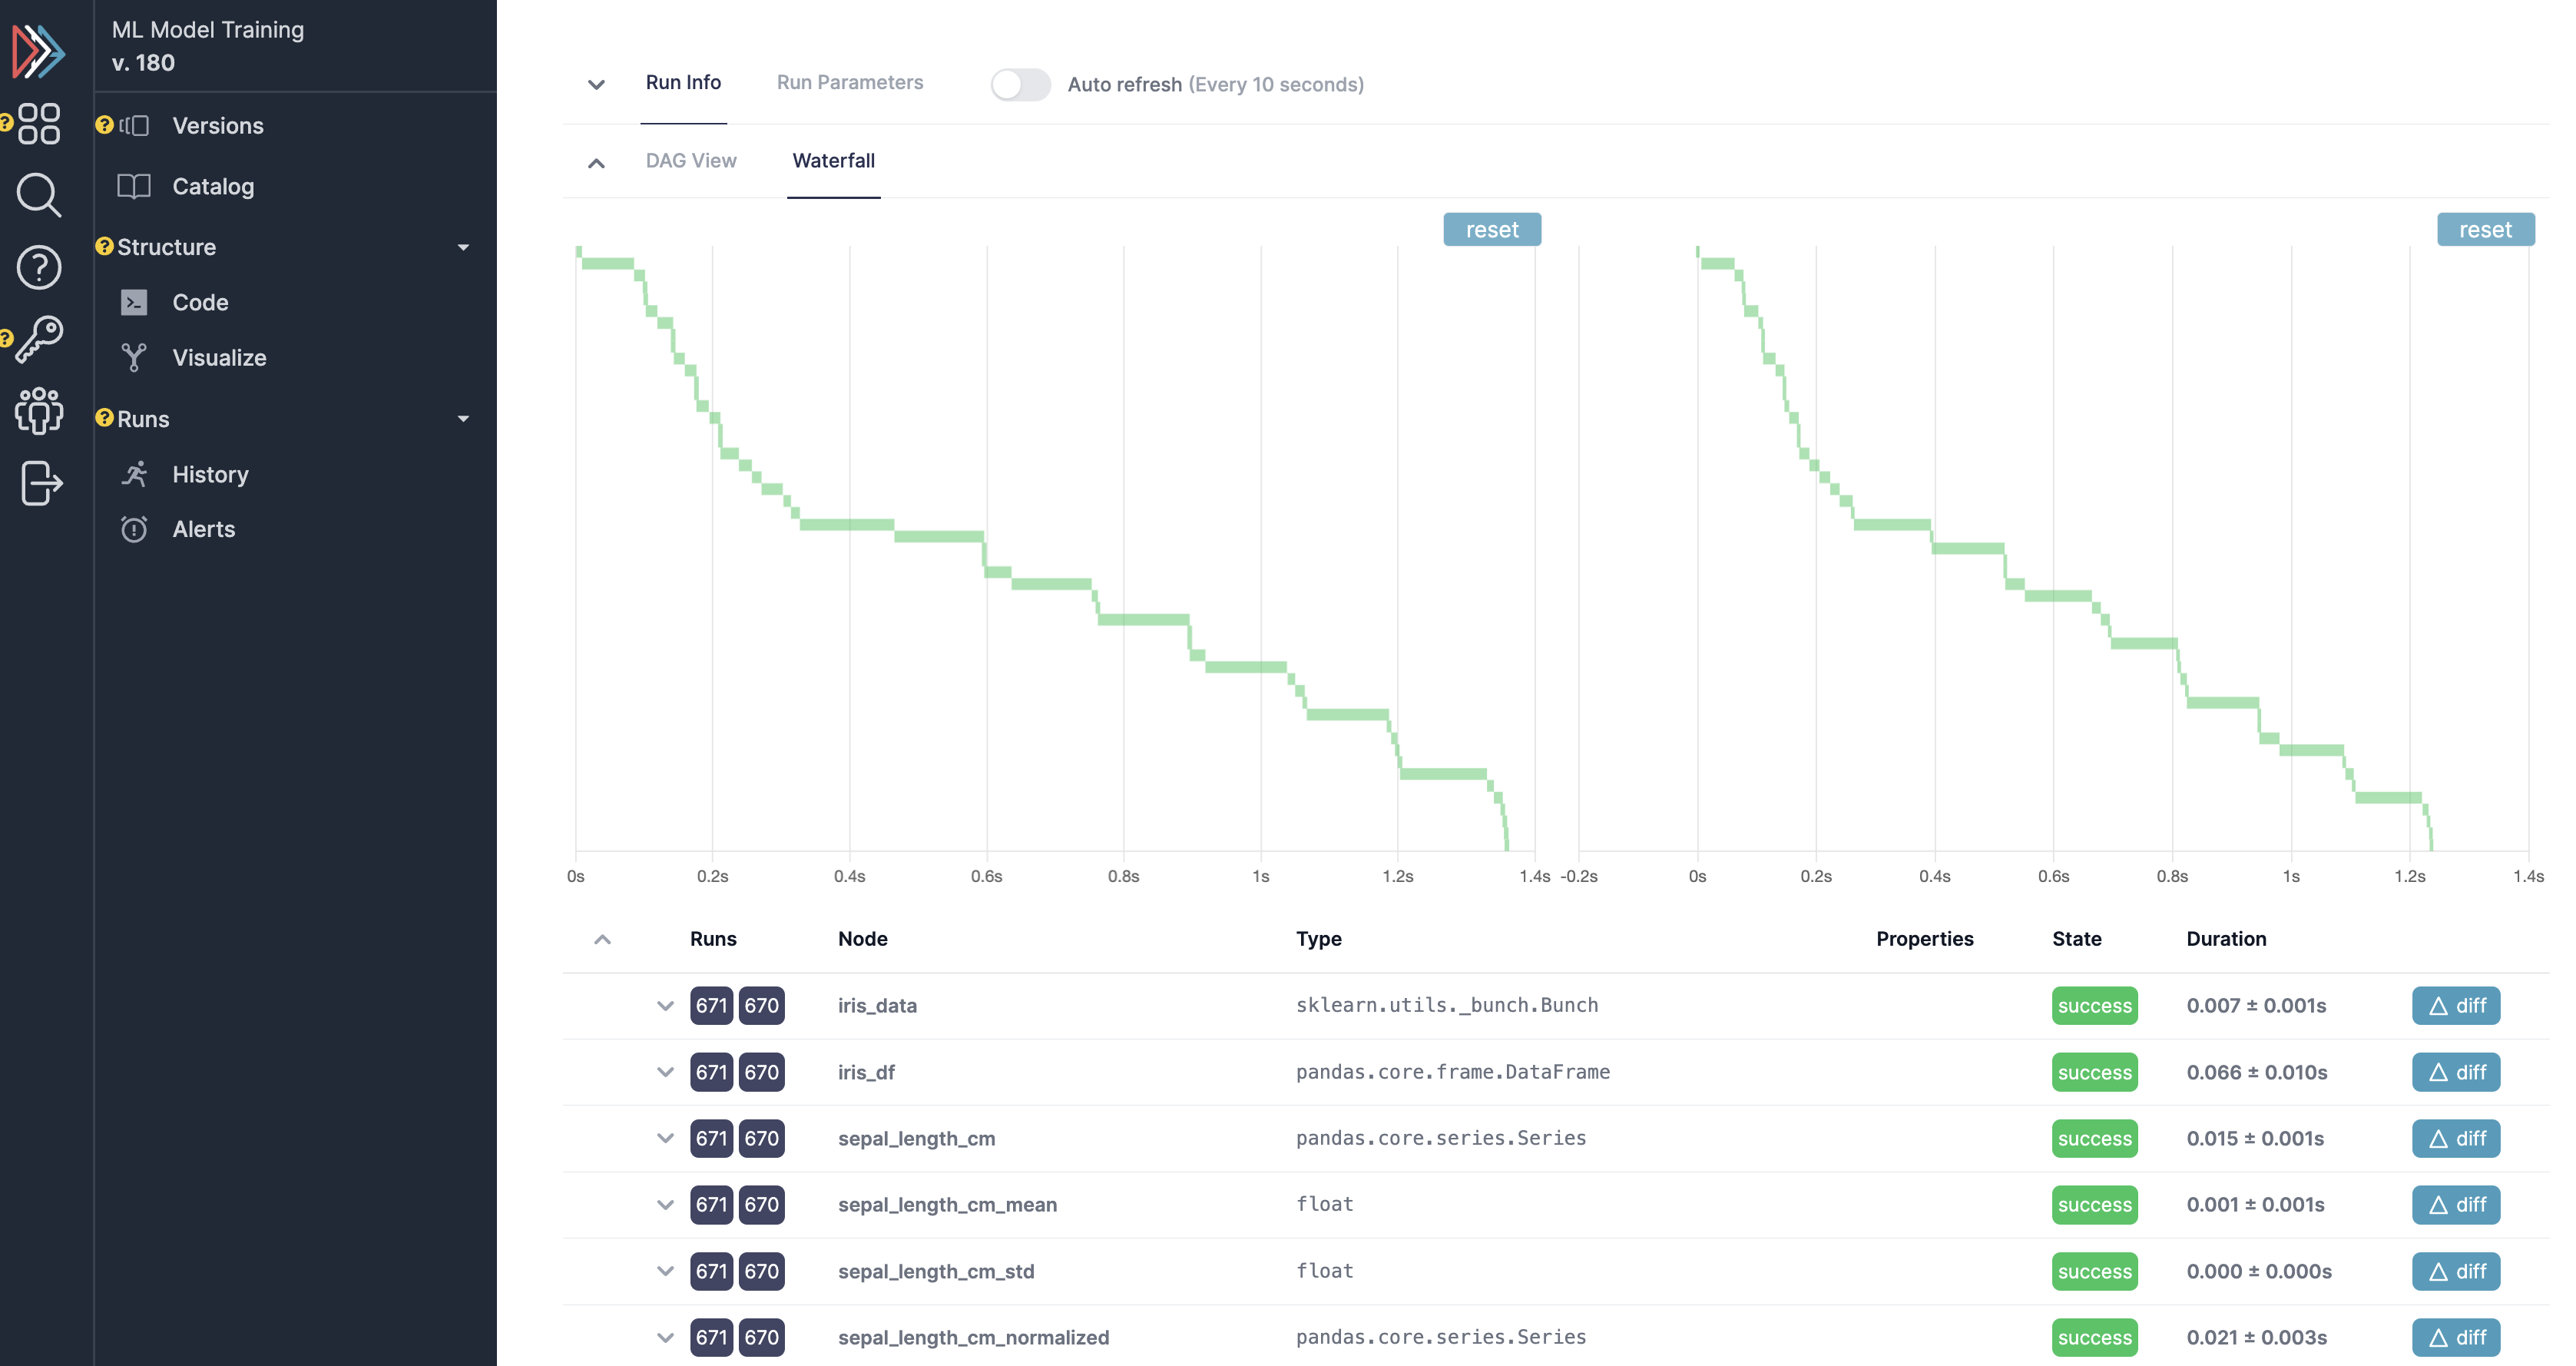 ML Model Training
v. 180
Versions
Catalog
Structure
Code
Visualize
Runs
History
Alerts
Run Info Run Parameters Auto refresh (Every 10 seconds)
DAG View Waterfall
reset reset
0s 0.2s 0.4s 0.6s 0.8s 1s 1.2s 1.4s -0.2s 0s 0.2s 0.4s 0.6s 0.8s 1s 1.2s 1.4s
Runs Node Type Properties State Duration
671 670 iris_data sklearn.utils._bunch.Bunch success 0.007 ± 0.001s △ diff
671 670 iris_df pandas.core.frame.DataFrame success 0.066 ± 0.010s △ diff
671 670 sepal_length_cm pandas.core.series.Series success 0.015 ± 0.001s △ diff
671 670 sepal_length_cm_mean float success 0.001 ± 0.001s △ diff
671 670 sepal_length_cm_std float success 0.000 ± 0.000s △ diff
671 670 sepal_length_cm_normalized pandas.core.series.Series success 0.021 ± 0.003s △ diff